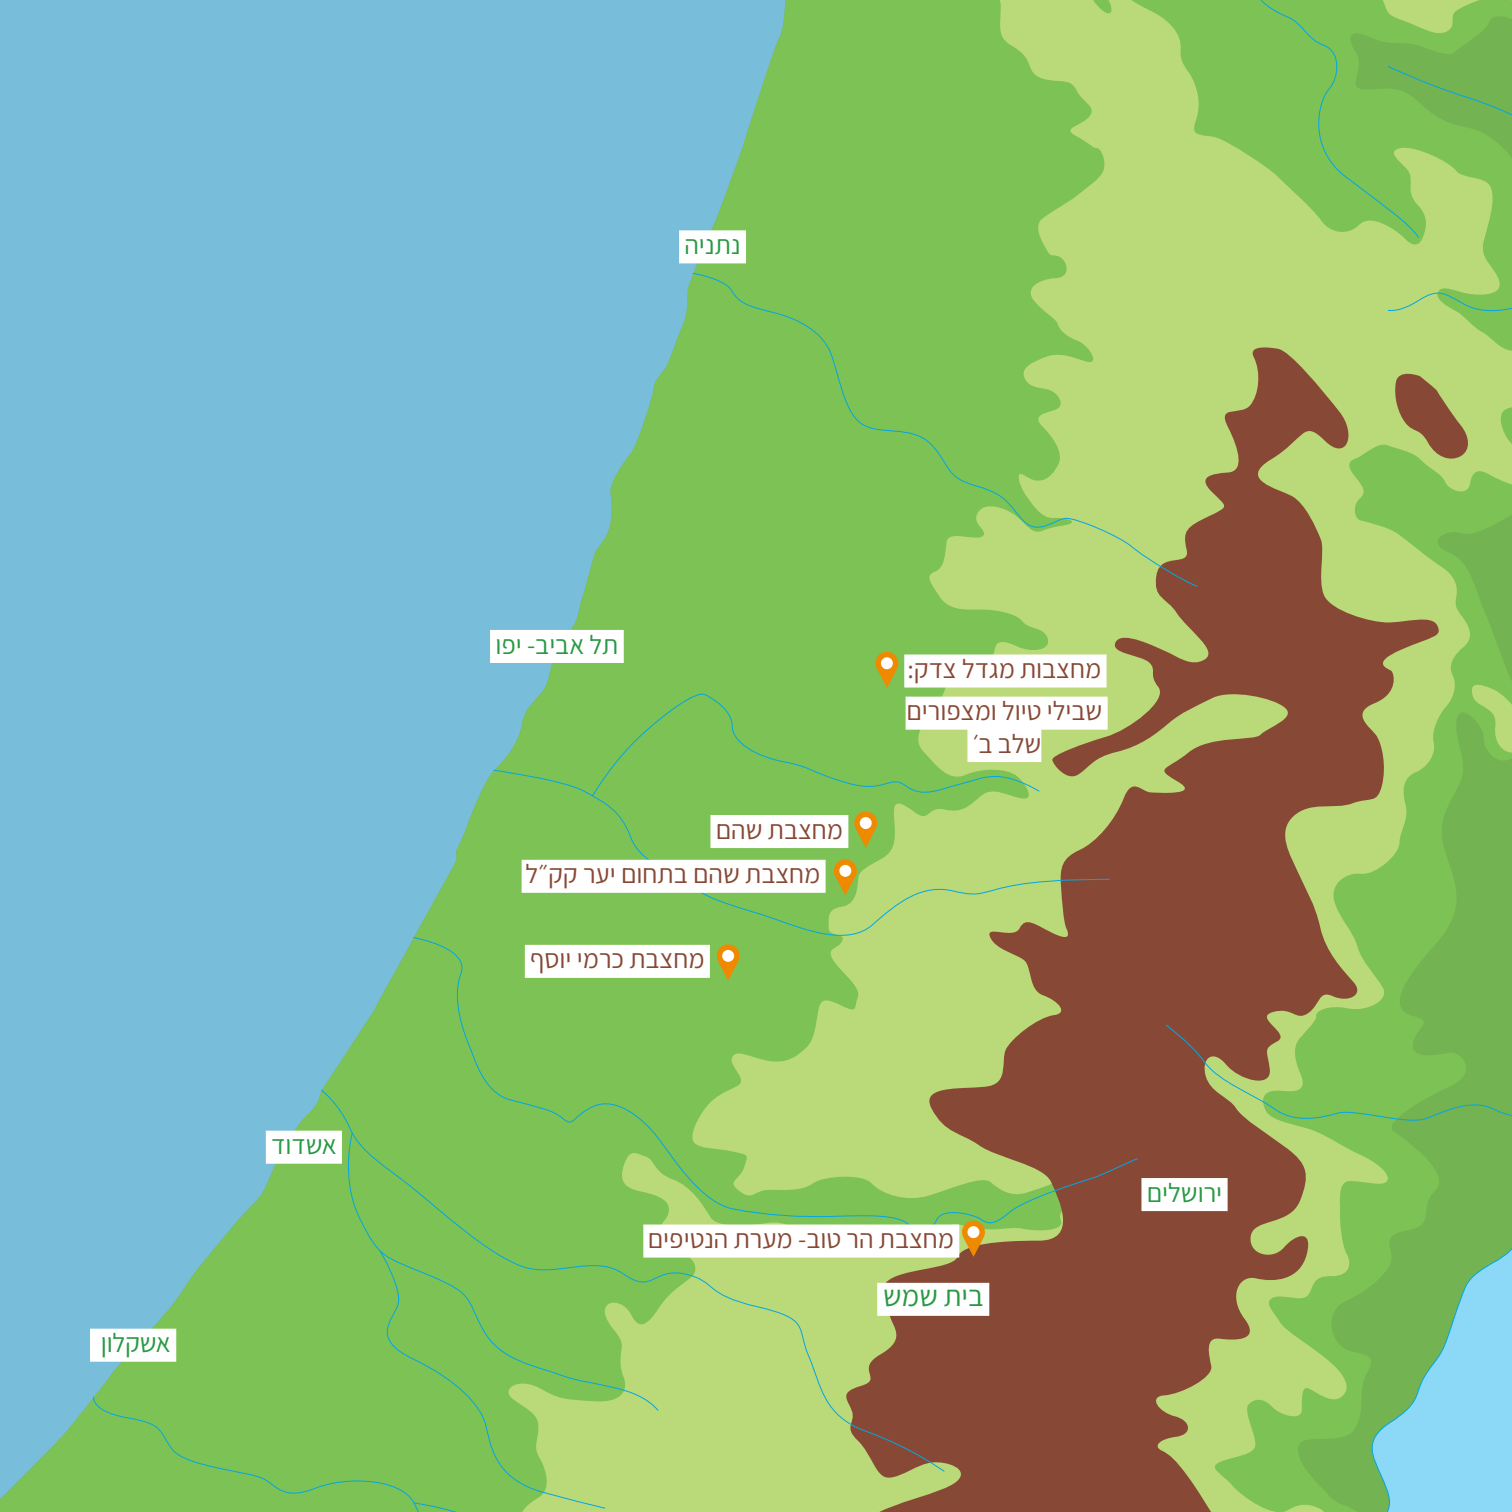 נתניה
תל אביב- יפו
מחצבות מגדל צדק:
שבילי טיול ומצפורים
שלב ב׳
מחצבת שהם
מחצבת שהם בתחום יער קק״ל
מחצבת כרמי יוסף
אשדוד
ירושלים
מחצבת הר טוב- מערת הנטיפים
בית שמש
אשקלון